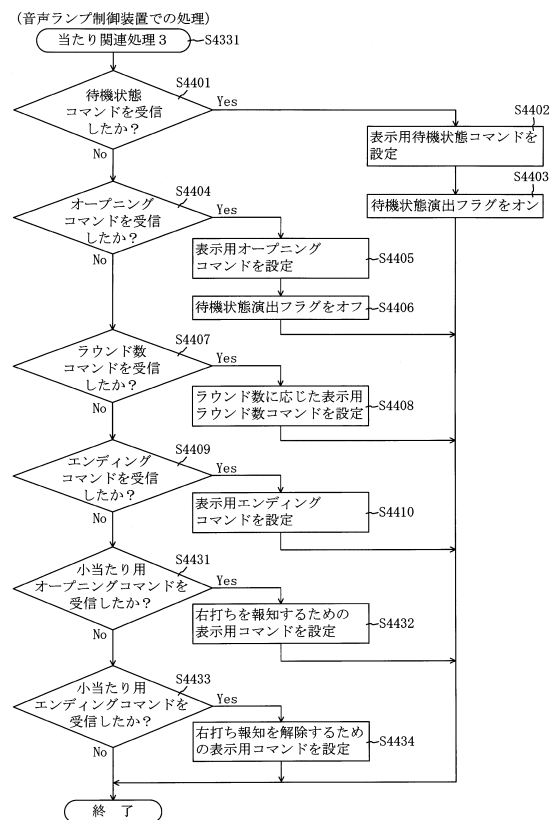 (音声ランプ制御装置での処理)
当たり関連処理3
S4331
待機状態
コマンドを受信
したか?
S4401
Yes
No
S4402
表示用待機状態コマンドを
設定
S4403
待機状態演出フラグをオン
オープニング
コマンドを受信
したか?
S4404
Yes
No
表示用オープニング
コマンドを設定
S4405
待機状態演出フラグをオフ
S4406
ラウンド数
コマンドを受信
したか?
S4407
Yes
No
ラウンド数に応じた表示用
ラウンド数コマンドを設定
S4408
エンディング
コマンドを受信
したか?
S4409
Yes
No
表示用エンディング
コマンドを設定
S4410
小当たり用
オープニングコマンドを
受信したか?
S4431
Yes
No
右打ちを報知するための
表示用コマンドを設定
S4432
小当たり用
エンディングコマンドを
受信したか?
S4433
Yes
No
右打ち報知を解除するため
の表示用コマンドを設定
S4434
終 了